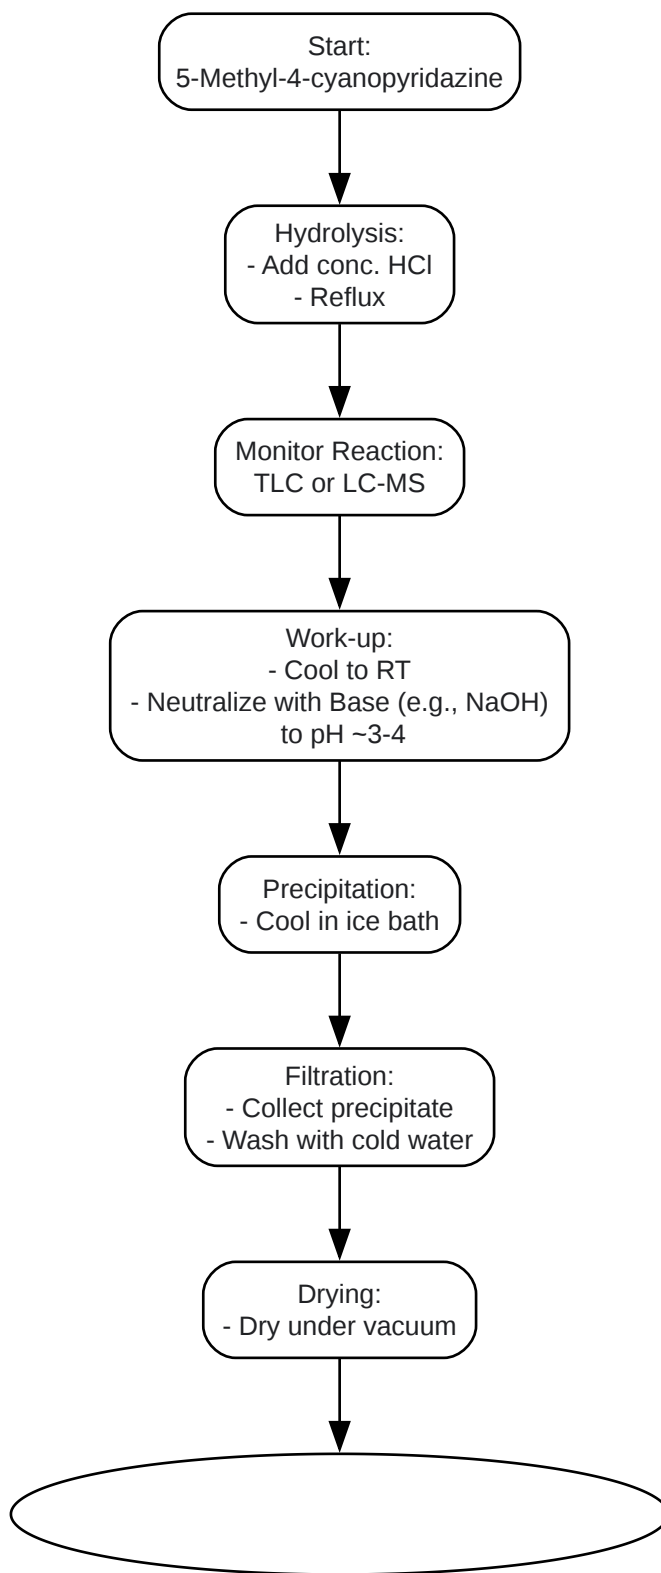 Start:
5-Methyl-4-cyanopyridazine
Hydrolysis:
- Add conc. HCl
- Reflux
Monitor Reaction:
TLC or LC-MS
Work-up:
- Cool to RT
- Neutralize with Base (e.g., NaOH)
to pH ~3-4
Precipitation:
- Cool in ice bath
Filtration:
- Collect precipitate
- Wash with cold water
Drying:
- Dry under vacuum